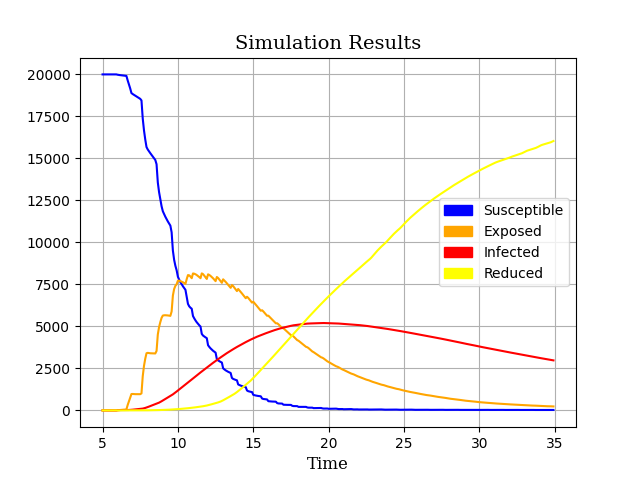 Simulation Results
20000
17500
15000
12500
10000
7500
5000
2500
0
Susceptible
Exposed
Infected
Reduced
5 10 15 20 25 30 35
Time